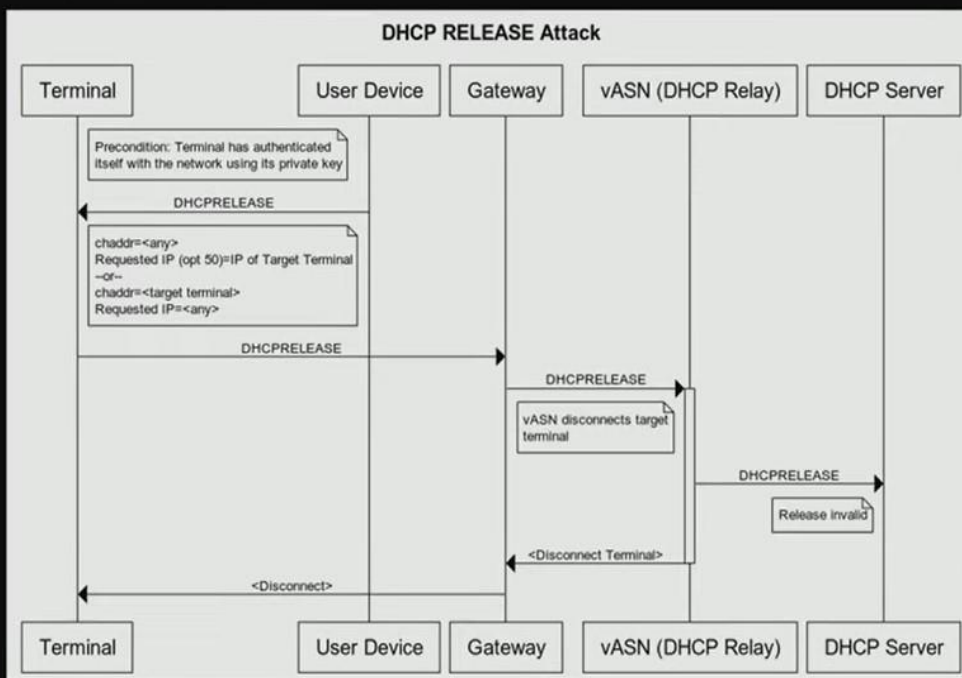 DHCP RELEASE Attack
Terminal
User Device
Gateway
vASN (DHCP Relay)
DHCP Server
Precondition: Terminal has authenticated
itself with the network using its private key
DHCPRELEASE
chaddr=<any>
Requested IP (opt 50)=IP of Target Terminal
--or--
chaddr=<target terminal>
Requested IP=<any>
DHCPRELEASE
DHCPRELEASE
vASN disconnects target
terminal
DHCPRELEASE
Release invalid
<Disconnect Terminal>
<Disconnect>
Terminal
User Device
Gateway
vASN (DHCP Relay)
DHCP Server